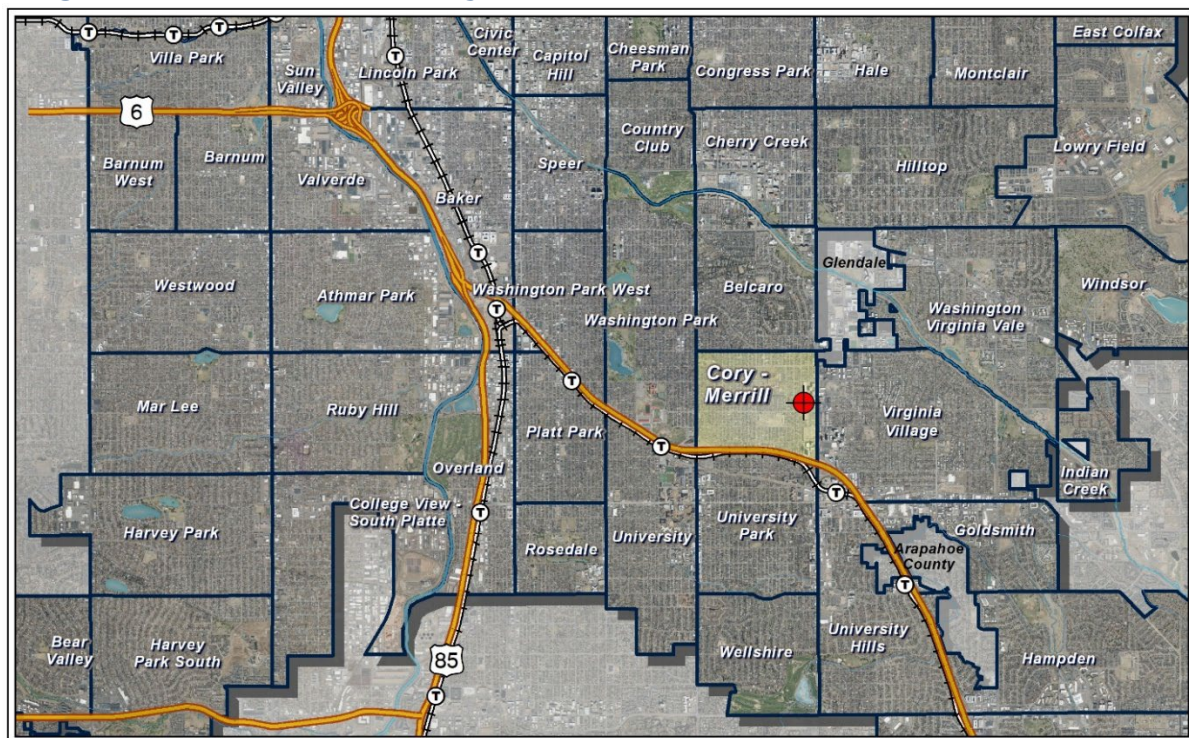 Villa Park
Sun
Valley
Lincoln Park
Civic
Center
Capitol
Hill
Cheesman
Park
Congress Park
Hale
Montclair
East Colfax
6
Barnum
West
Barnum
Valverde
Baker
Speer
Country
Club
Cherry Creek
Hilltop
Lowry Field
Westwood
Athmar Park
Washington Park West
Washington Park
Belcaro
Glendale
Washington
Virginia Vale
Windsor
Mar Lee
Ruby Hill
Overland
Platt Park
Cory -
Merrill
Virginia
Village
Indian
Creek
Harvey Park
College View -
South Platte
Rosedale
University
University
Park
Goldsmith
Arapahoe
County
Bear
Valley
Harvey
Park South
85
Wellshire
University
Hills
Hampden
T
T
T
T
T
T
T
T
T
T
T
T
T